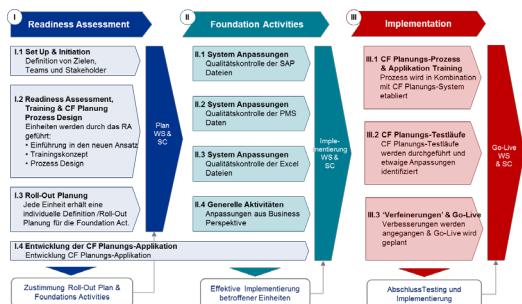 I
Readiness Assessment
I.1 Set Up & Initiation
Definition von Zielen,
Teams und Stakeholder
I.2 Readiness Assessment,
Training & CF Planung
Prozess Design
Einheiten werden durch das RA
geführt:
• Einführung in den neuen Ansatz
• Trainingskonzept
• Prozess Design
I.3 Roll-Out Planung
Jede Einheit erhält eine
individuelle Definition /Roll-Out
Planung für die Foundation Act.
I.4 Entwicklung der CF Planungs-Applikation
Entwicklung CF Planungs-Applikation
Plan
WS &
SC
Zustimmung Roll-Out Plan &
Foundations Activities
II
Foundation Activities
II.1 System Anpassungen
Qualitätskontrolle der SAP
Dateien
II.2 System Anpassungen
Qualitätskontrolle der PMS
Daten
II.3 System Anpassungen
Qualitätskontrolle der Excel
Dateien
II.4 Generelle Aktivitäten
Anpassungen aus Business
Perspektive
Imple-
mentierung
WS &
SC
Effektive Implementierung
betroffener Einheiten
III
Implementation
III.1 CF Planungs-Prozess
& Applikation Training
Prozess wird in Kombination
mit CF Planungs-System
etabliert
III.2 CF Planungs-Testläufe
CF Planungs-Testläufe
werden durchgeführt und
etwaige Anpassungen
identifiziert
III.3 ‘Verfeinerungen’ & Go-Live
Verbesserungen werden
angegangen & Go-Live wird
geplant
Go-Live
WS
& SC
AbschlussTesting und
Implementierung